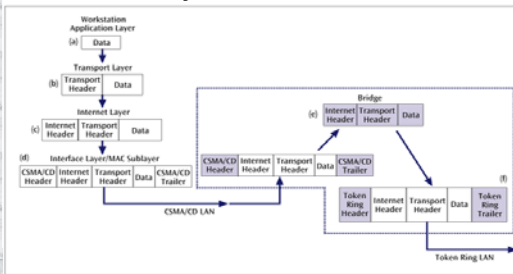 Workstation
Application Layer
(a) Data
Transport Layer
(b) Transport Header Data
Internet Layer
(c) Internet Header Transport Header Data
(d) Interface Layer/MAC Sublayer
CSMA/CD Header Internet Header Transport Header Data CSMA/CD Trailer
CSMA/CD LAN
Bridge
(e) Internet Header Transport Header Data
CSMA/CD Header Internet Header Transport Header Data CSMA/CD Trailer
(f)
Token Ring Header Internet Header Transport Header Data Token Ring Trailer
Token Ring LAN